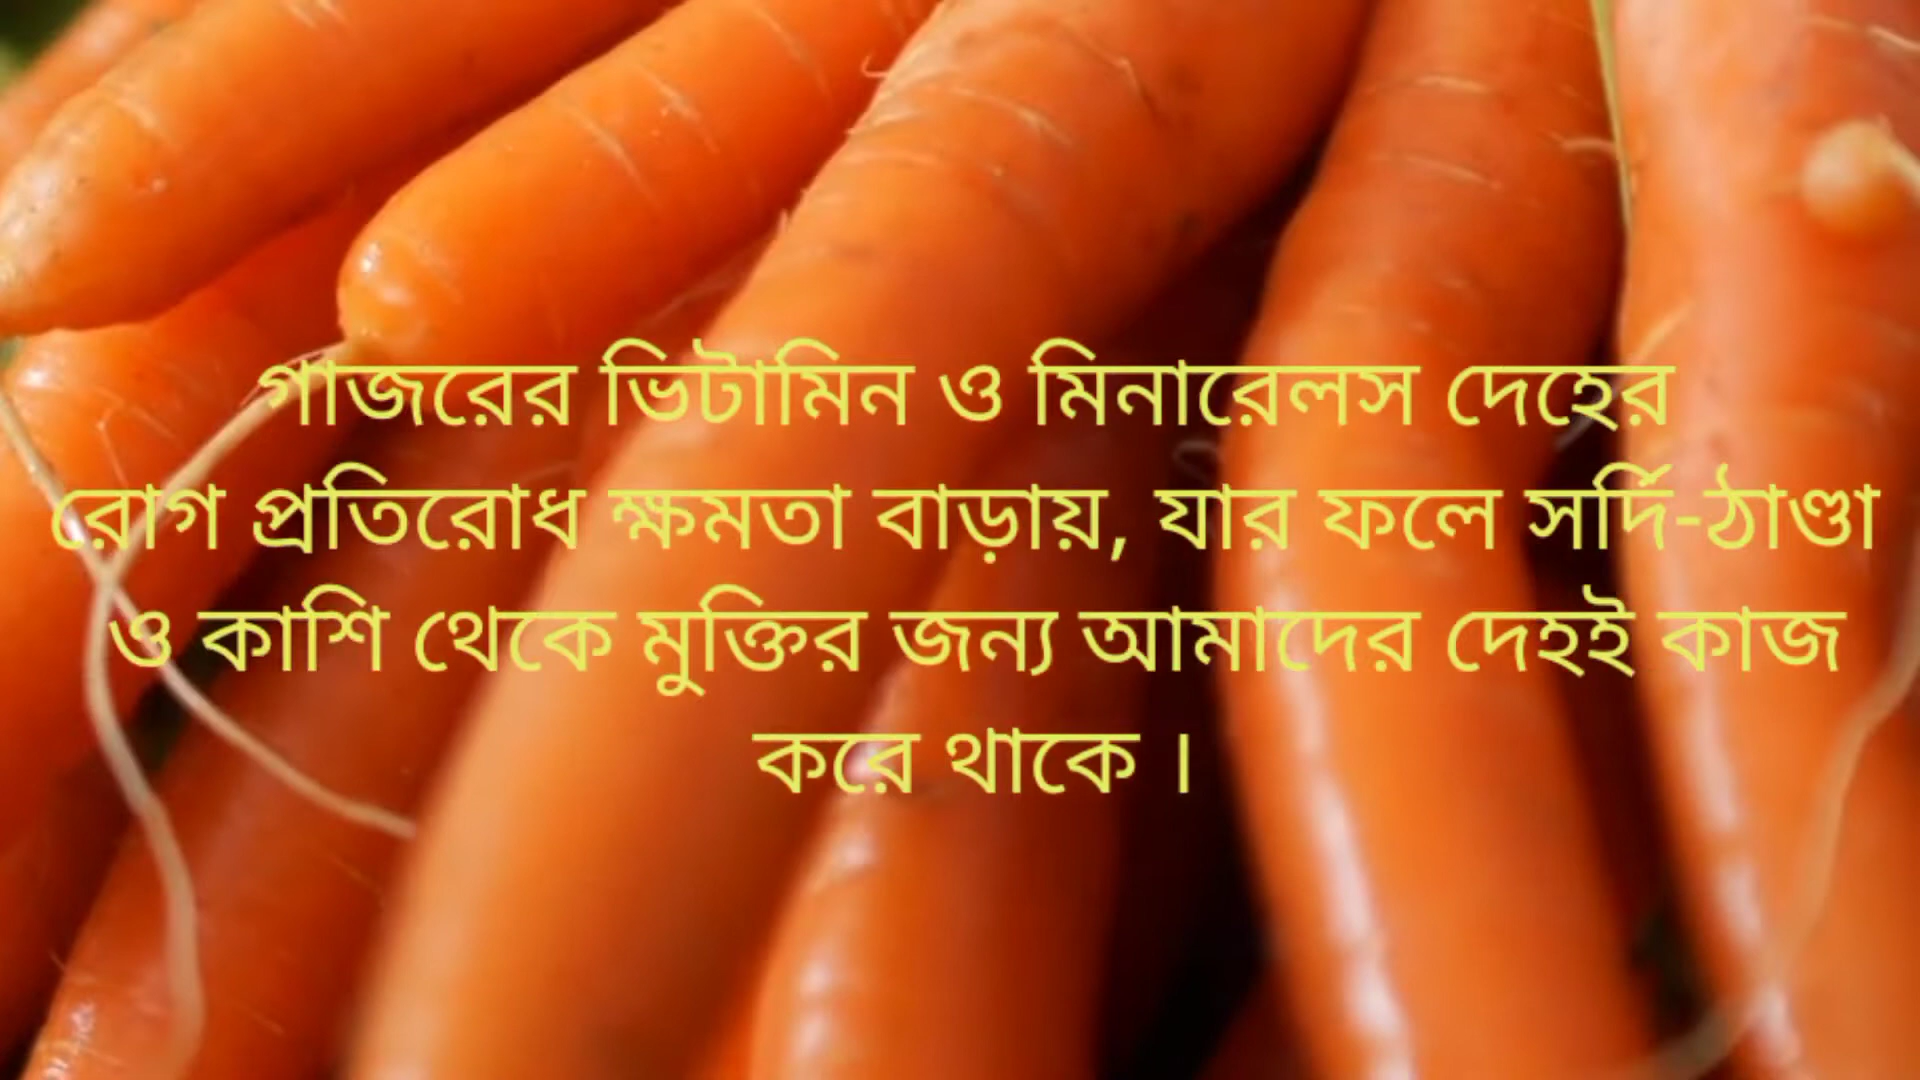 গাজরের ভিটামিন ও মিনারেলস দেহের
রোগ প্রতিরোধ ক্ষমতা বাড়ায়, যার ফলে সর্দি-ঠাণ্ডা
ও কাশি থেকে মুক্তির জন্য আমাদের দেহই কাজ
করে থাকে ।